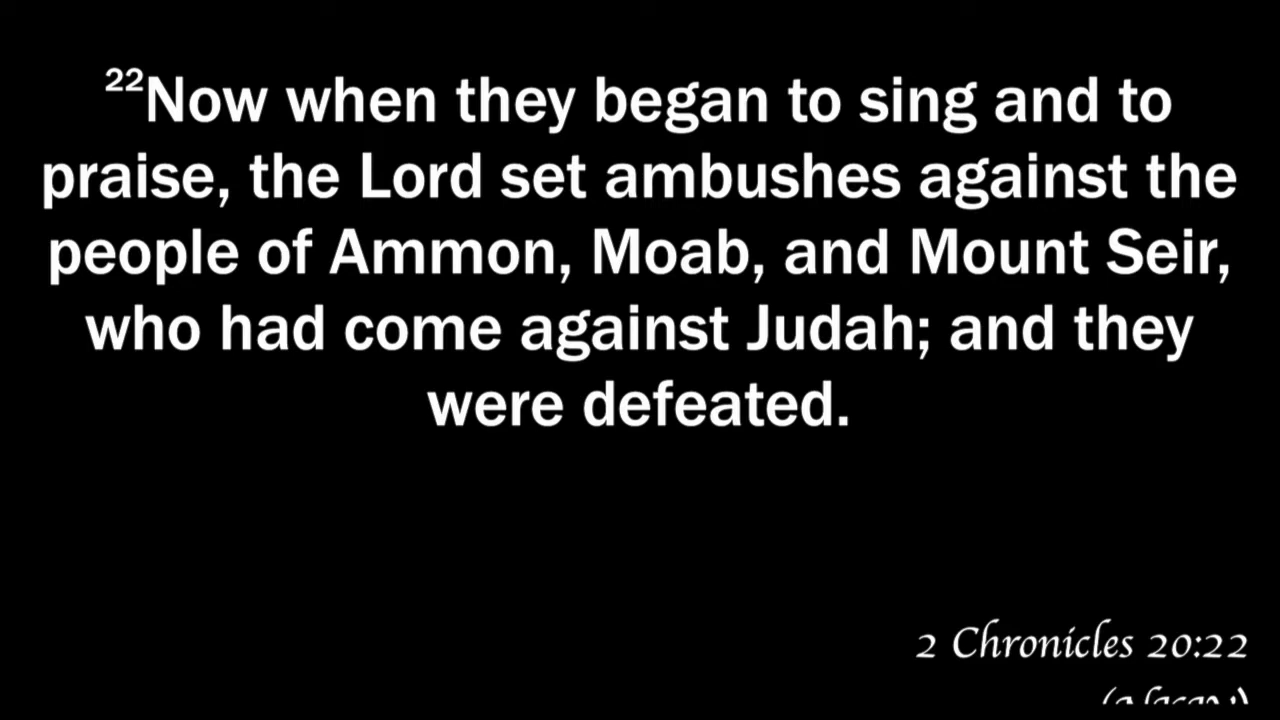 22Now when they began to sing and to
praise, the Lord set ambushes against the
people of Ammon, Moab, and Mount Seir,
who had come against Judah; and they
were defeated.
2 Chronicles 20:22